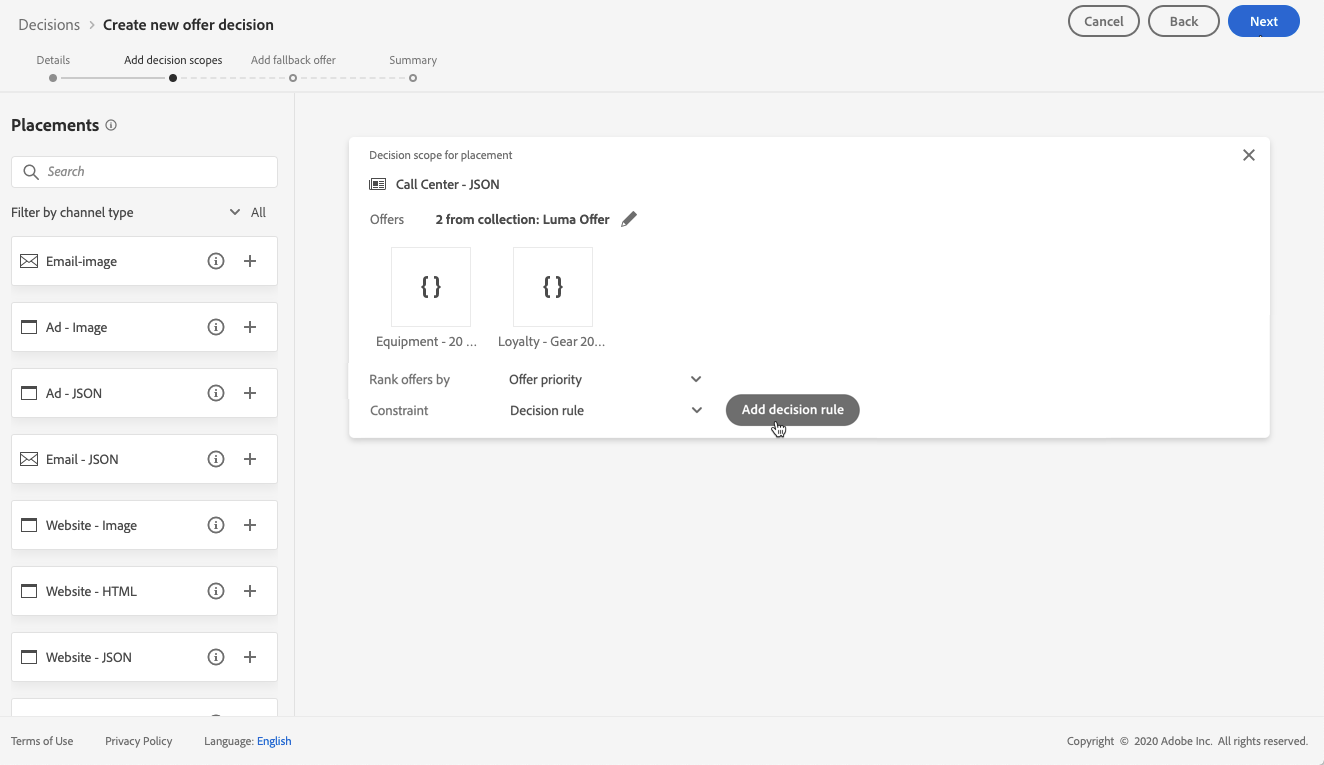 Decisions > Create new offer decision
Cancel
Back
Next
Details
Add decision scopes
Add fallback offer
Summary
Placements
Search
Filter by channel type
All
Email-image
Ad - Image
Ad - JSON
Email - JSON
Website - Image
Website - HTML
Website - JSON
Decision scope for placement
Call Center - JSON
Offers 2 from collection: Luma Offer
{}
{}
Equipment - 20 ...
Loyalty - Gear 20...
Rank offers by Offer priority
Constraint Decision rule Add decision rule
Terms of Use
Privacy Policy
Language: English
Copyright © 2020 Adobe Inc. All rights reserved.